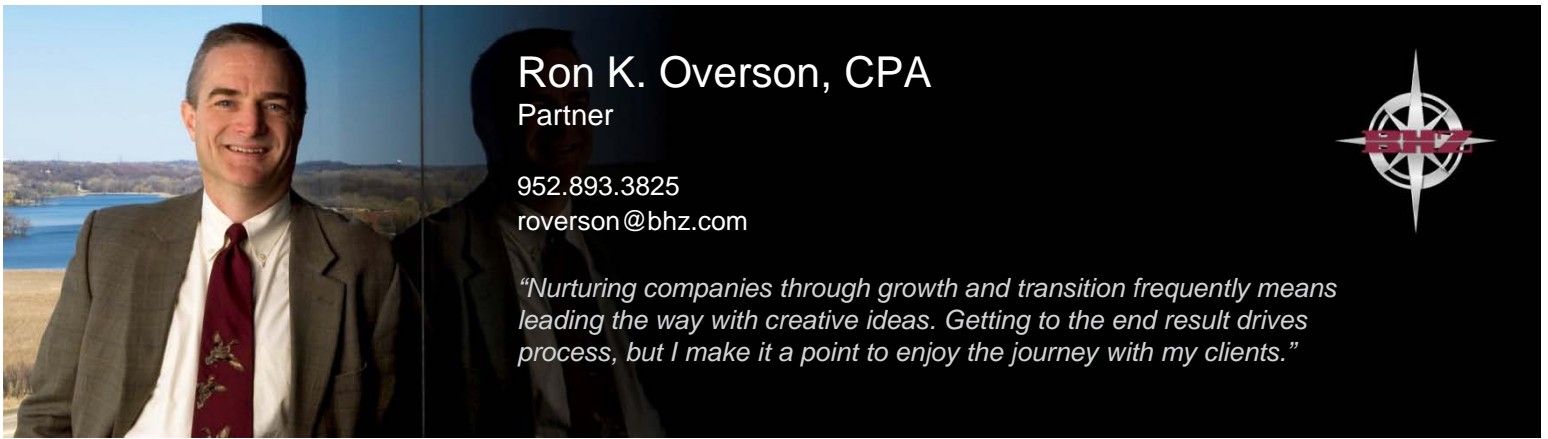 Ron K. Overson, CPA
Partner
952.893.3825
roverson@bhz.com
“Nurturing companies through growth and transition frequently means
leading the way with creative ideas. Getting to the end result drives
process, but I make it a point to enjoy the journey with my clients.”
BHZ